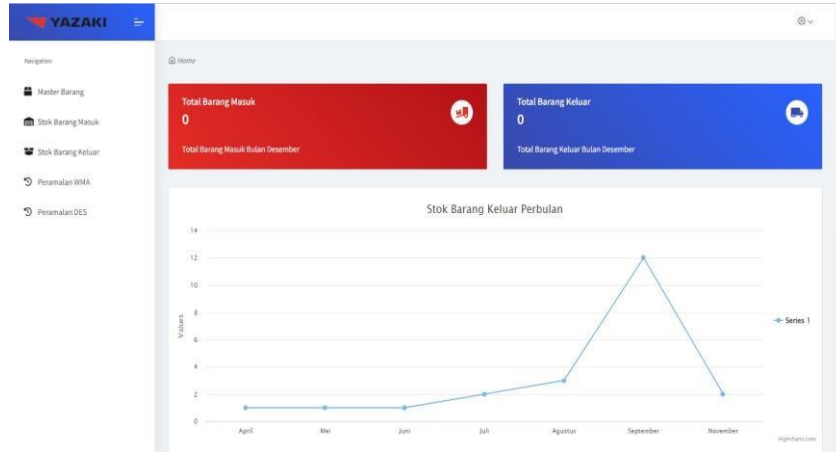 YAZAKI
Navigation
Master Barang
Stok Barang Masuk
Stok Barang Keluar
Peramalan WMA
Peramalan DES
Home
Total Barang Masuk
0
Total Barang Masuk Bulan Desember
Total Barang Keluar
0
Total Barang Keluar Bulan Desember
Stok Barang Keluar Perbulan
Values
14
12
10
8
6
4
2
0
April
Mei
Juni
Juli
Agustus
September
November
Series 1
Highcharts.com